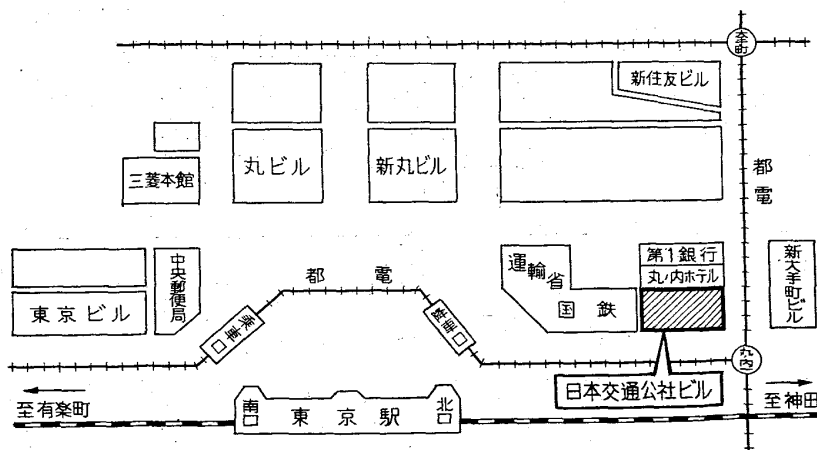 大手町
新住友ビル
三菱本館
丸ビル
新丸ビル
都電
中央郵便局
東京ビル
都電
乗車口
降車口
運輸省
国鉄
第1銀行
丸ノ内ホテル
新大手町ビル
丸ノ内
日本交通公社ビル
至有楽町
南口
東京駅
北口
至神田